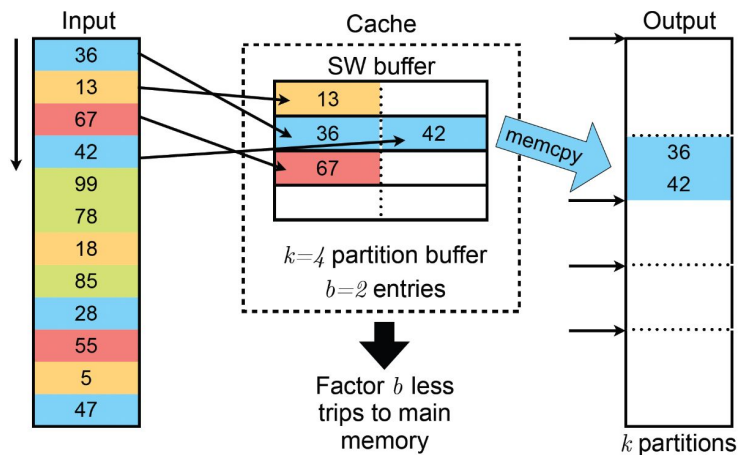 Input
36
13
67
42
99
78
18
85
28
55
5
47
Cache
SW buffer
13
36 42
67
k=4 partition buffer
b=2 entries
Factor b less
trips to main
memory
memcpy
Output
36
42
k partitions